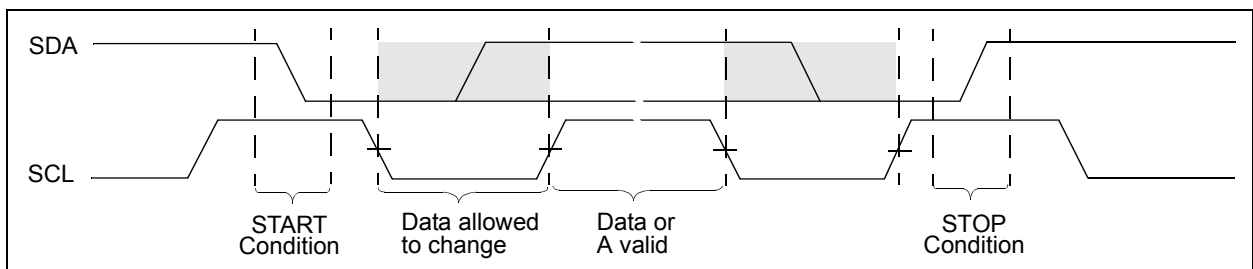 SDA
SCL
START
Condition
Data allowed
to change
Data or
A valid
STOP
Condition